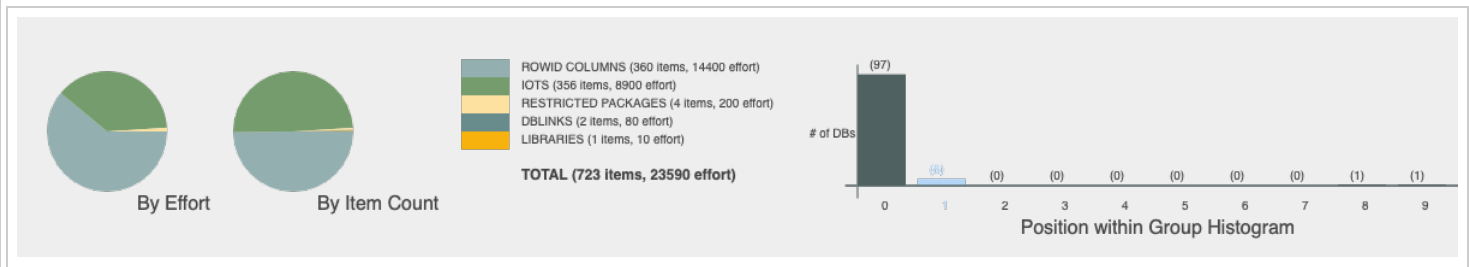 ROWID COLUMNS (360 items, 14400 effort)
IOTS (356 items, 8900 effort)
RESTRICTED PACKAGES (4 items, 200 effort)
DBLINKS (2 items, 80 effort)
LIBRARIES (1 items, 10 effort)
TOTAL (723 items, 23590 effort)
By Effort
By Item Count
(97)
# of DBs
(0)
(0)
(0)
(0)
(0)
(0)
(1)
(1)
0
1
2
3
4
5
6
7
8
9
Position within Group Histogram